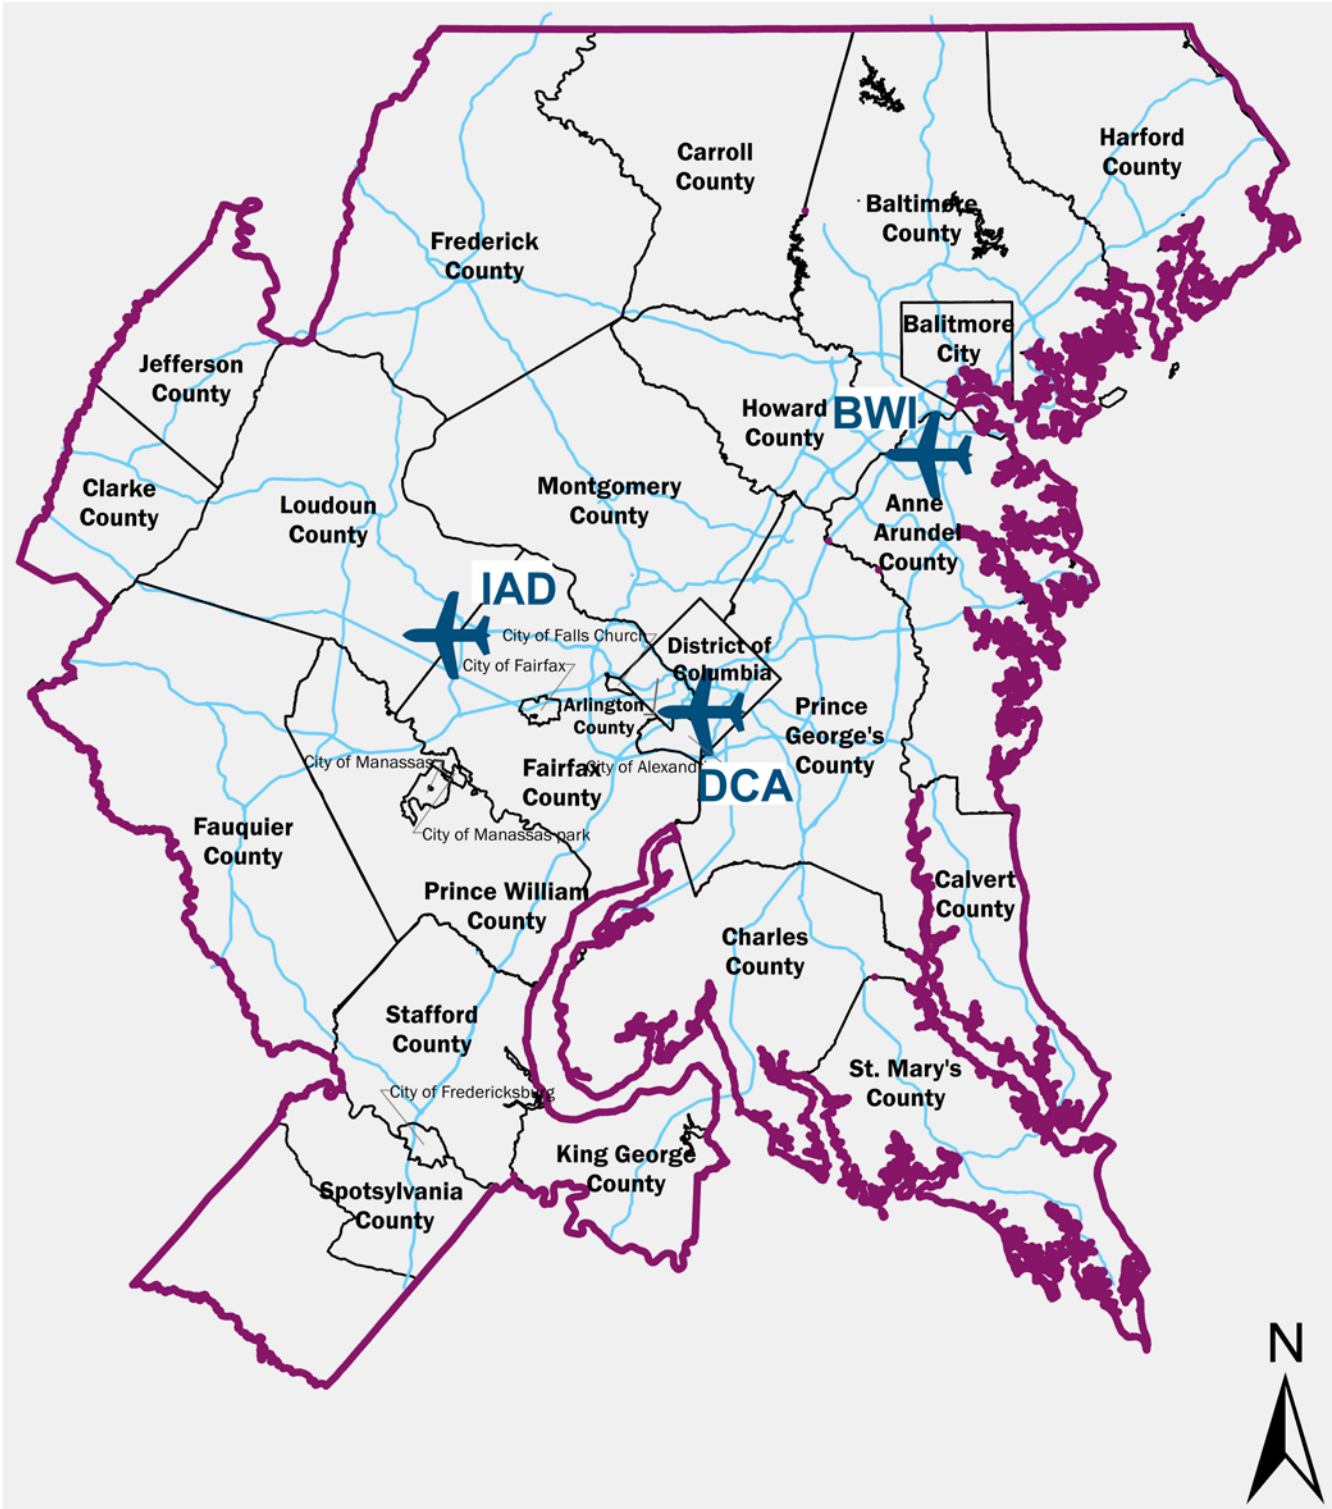 Carroll
County
Harford
County
Baltimore
County
Frederick
County
Balitmore
City
Jefferson
County
Howard
County
BWI
Clarke
County
Loudoun
County
Montgomery
County
Anne
Arundel
County
IAD
City of Falls Church
City of Fairfax
District of
Columbia
Arlington
County
Prince
George's
County
City of Manassas
Fairfax
County
City of Alexand
DCA
City of Manassas park
Fauquier
County
Prince William
County
Calvert
County
Charles
County
Stafford
County
St. Mary's
County
City of Fredericksburg
King George
County
Spotsylvania
County
N